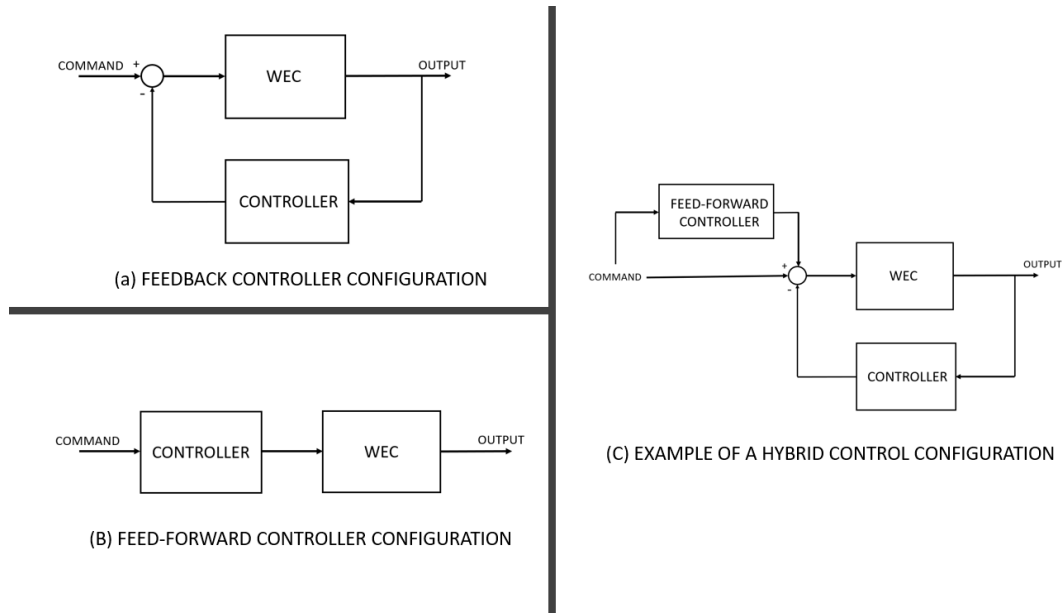 COMMAND
+
-
WEC
OUTPUT
CONTROLLER
(a) FEEDBACK CONTROLLER CONFIGURATION
COMMAND
CONTROLLER
WEC
OUTPUT
(B) FEED-FORWARD CONTROLLER CONFIGURATION
FEED-FORWARD
CONTROLLER
COMMAND
+
-
WEC
OUTPUT
CONTROLLER
(C) EXAMPLE OF A HYBRID CONTROL CONFIGURATION